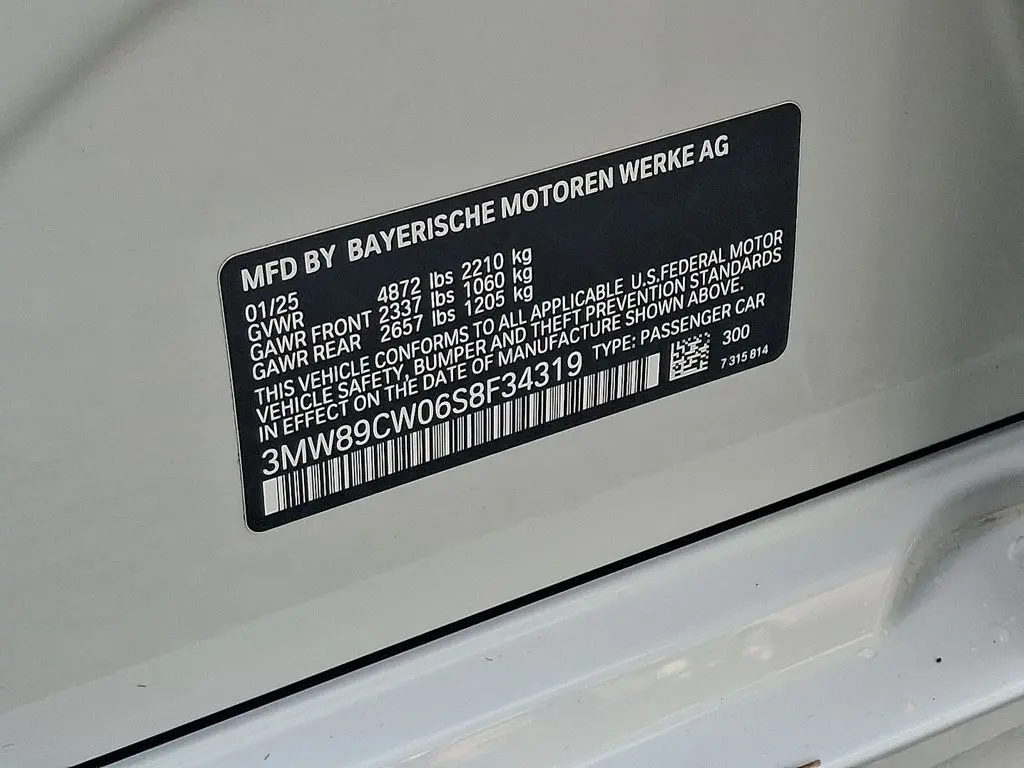 MFD BY BAYERISCHE MOTOREN WERKE AG
01/25
GVWR 4872 lbs 2210 kg
GAWR FRONT 2337 lbs 1060 kg
GAWR REAR 2657 lbs 1205 kg
THIS VEHICLE CONFORMS TO ALL APPLICABLE U.S.FEDERAL MOTOR
VEHICLE SAFETY, BUMPER AND THEFT PREVENTION STANDARDS
IN EFFECT ON THE DATE OF MANUFACTURE SHOWN ABOVE.
3MW89CW06S8F34319 TYPE: PASSENGER CAR
300
7 315 814